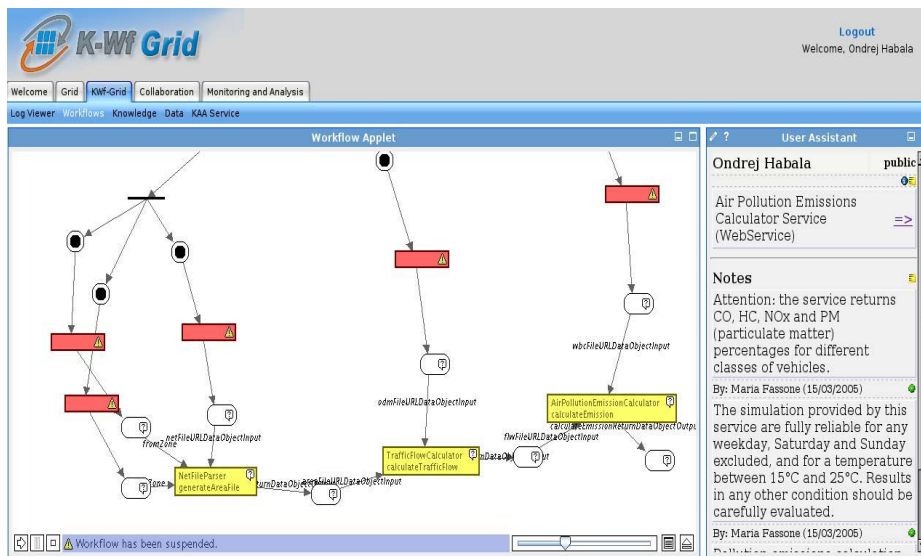 K-Wf Grid
Logout
Welcome, Ondrej Habala
Welcome Grid KWf-Grid Collaboration Monitoring and Analysis
Log Viewer Workflows Knowledge Data KAA Service
Workflow Applet
wbcFileURLDataObjectInput
odmFileURLDataObjectInput
AirPollutionEmissionCalculator
calculateEmission
calculateEmissionReturnDataObjectOutpu
netFileURLDataObjectInput
fromZone
flwFileURLDataObjectInput
TrafficFlowCalculator
calculateTrafficFlow
NetFileParser
generateAreaFile
Workflow has been suspended.
? User Assistant
Ondrej Habala public
Air Pollution Emissions
Calculator Service =>
(WebService)
Notes
Attention: the service returns
CO, HC, NOx and PM
(particulate matter)
percentages for different
classes of vehicles.
By: Maria Fassone (15/03/2005)
The simulation provided by this
service are fully reliable for any
weekday, Saturday and Sunday
excluded, and for a temperature
between 15°C and 25°C. Results
in any other condition should be
carefully evaluated.
By: Maria Fassone (15/03/2005)